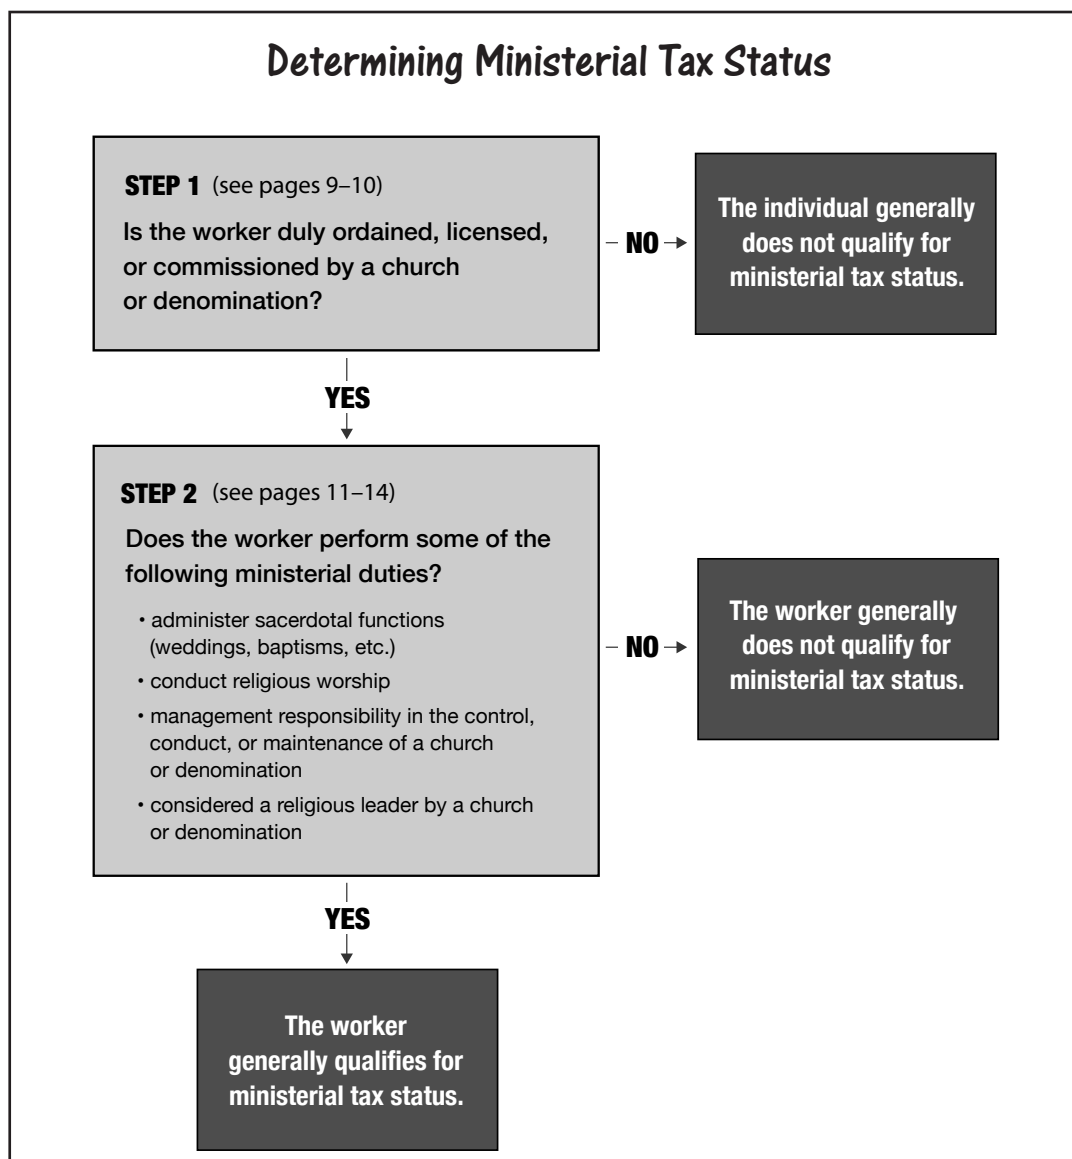 Determining Ministerial Tax Status
STEP 1 (see pages 9–10)
Is the worker duly ordained, licensed,
or commissioned by a church
or denomination?
NO
The individual generally
does not qualify for
ministerial tax status.
YES
STEP 2 (see pages 11–14)
Does the worker perform some of the
following ministerial duties?
• administer sacerdotal functions
(weddings, baptisms, etc.)
• conduct religious worship
• management responsibility in the control,
conduct, or maintenance of a church
or denomination
• considered a religious leader by a church
or denomination
NO
The worker generally
does not qualify for
ministerial tax status.
YES
The worker
generally qualifies for
ministerial tax status.